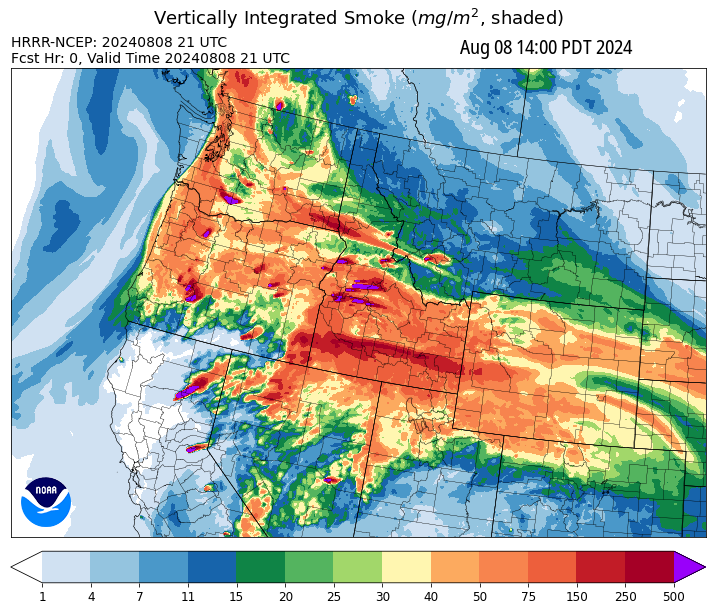 Vertically Integrated Smoke (mg/m², shaded)
HRRR-NCEP: 20240808 21 UTC
Fcst Hr: 0, Valid Time 20240808 21 UTC
Aug 08 14:00 PDT 2024
NOAA
1 4 7 11 15 20 25 30 40 50 75 150 250 500